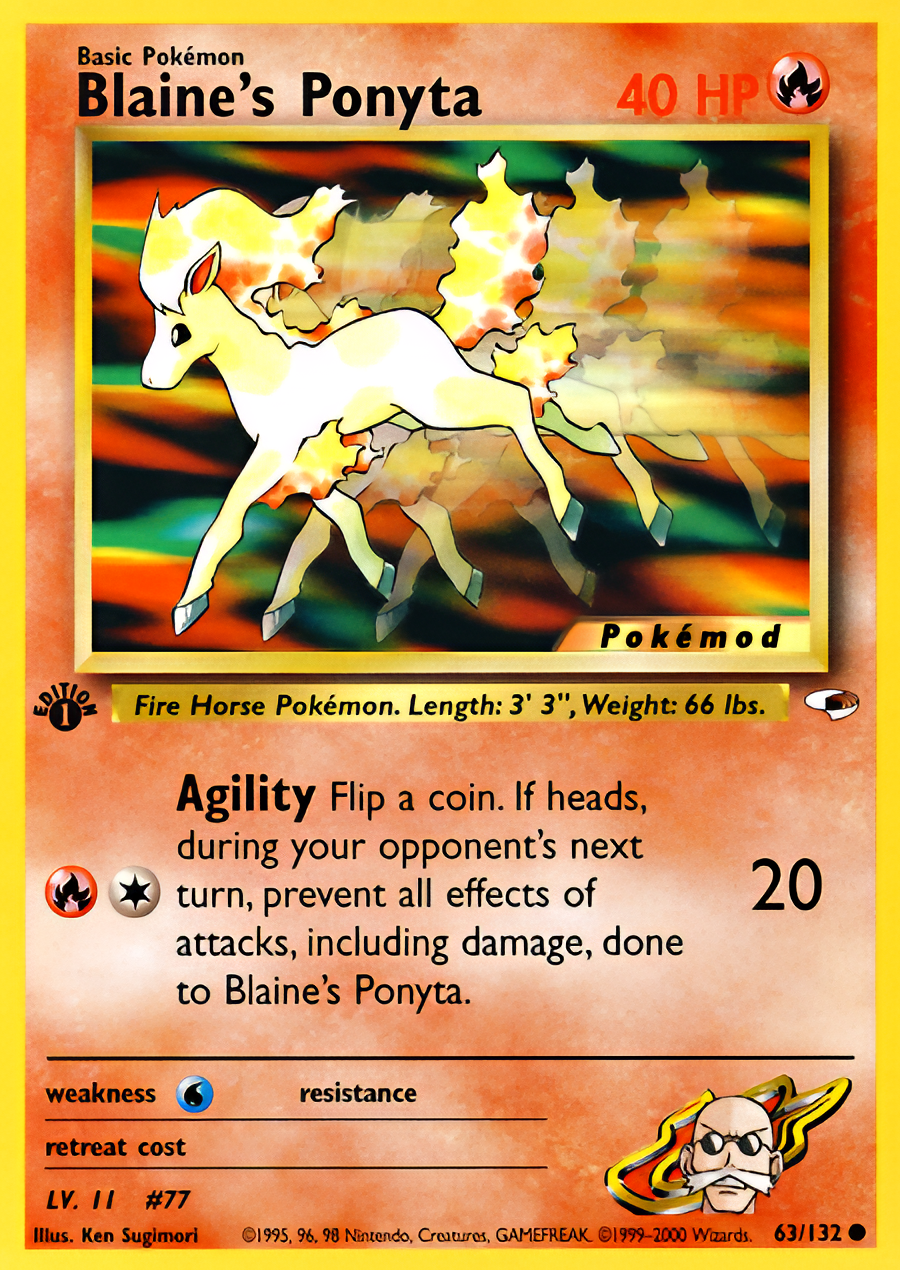 Basic Pokémon
Blaine's Ponyta
40 HP
Pokémod
EDITION
1
Fire Horse Pokémon. Length: 3' 3", Weight: 66 lbs.
Agility Flip a coin. If heads,
during your opponent's next
turn, prevent all effects of
attacks, including damage, done
to Blaine's Ponyta.
20
weakness
resistance
retreat cost
LV. 11 #77
Illus. Ken Sugimori
©1995, 96, 98 Nintendo, Creatures, GAMEFREAK. ©1999–2000 Wizards.
63/132